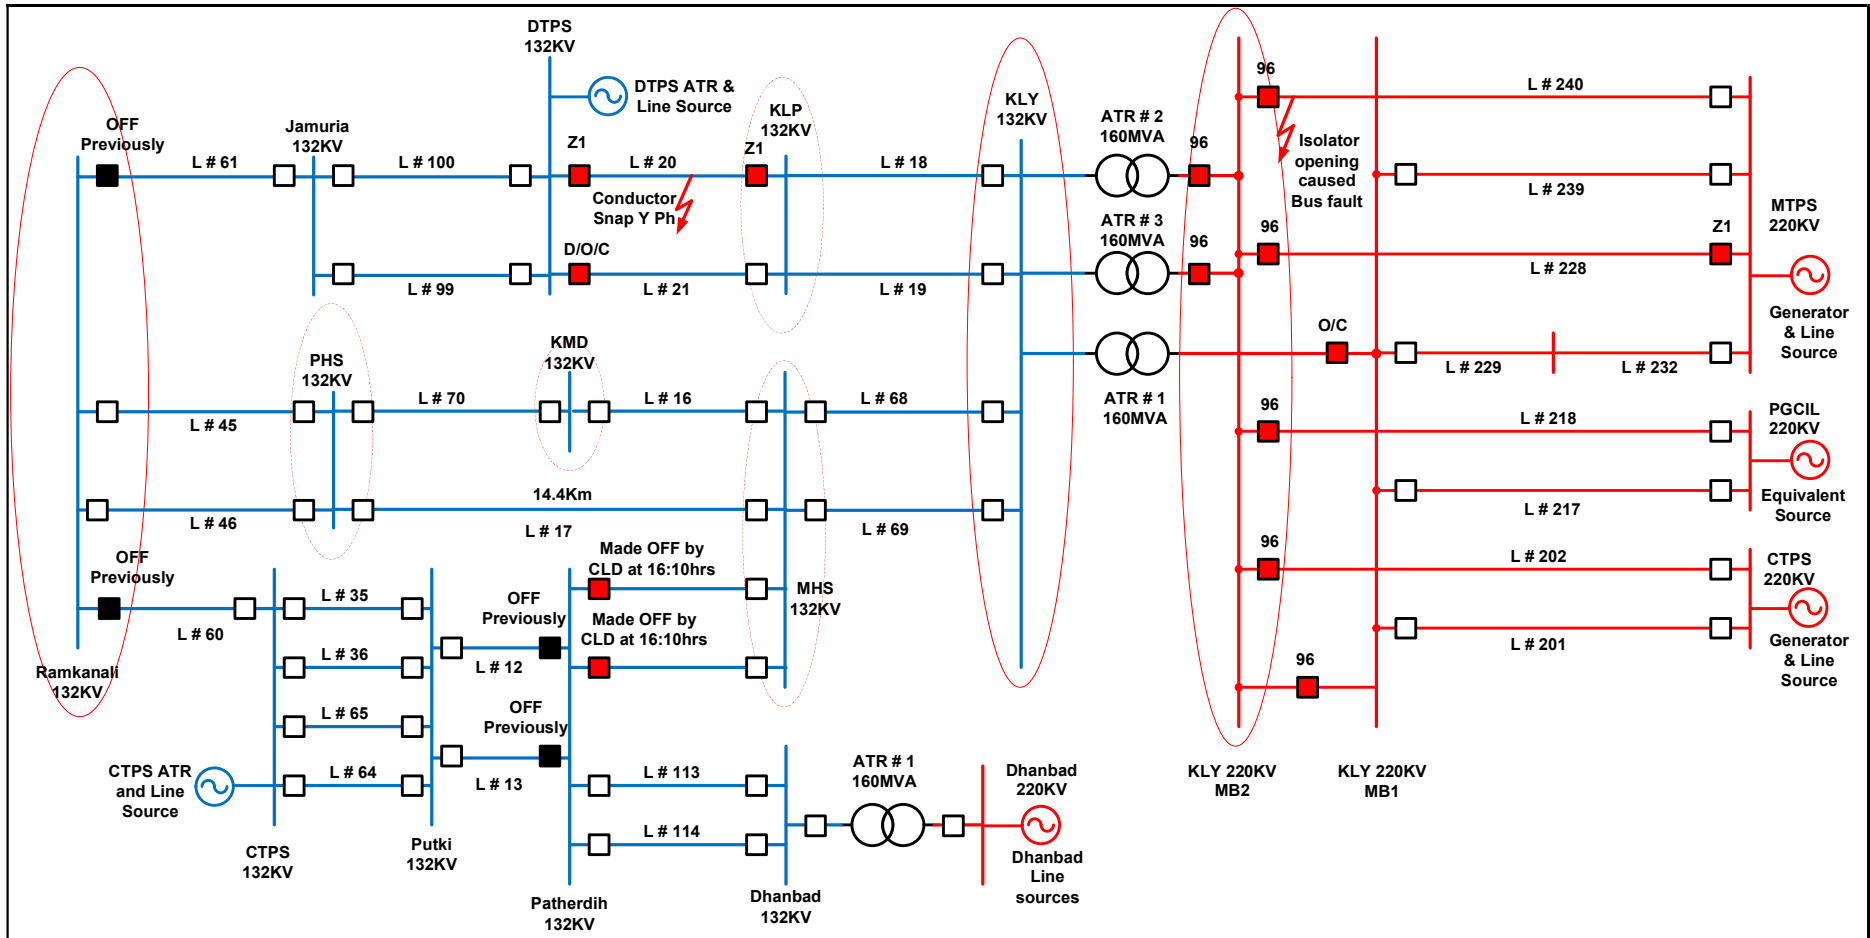 DTPS
132KV
DTPS ATR &
Line Source
OFF
Previously
Jamuria
132KV
L # 61
L # 100
Z1
L # 20
Conductor
Snap Y Ph
KLP
132KV
Z1
L # 18
KLY
132KV
ATR # 2
160MVA
96
96
L # 240
Isolator
opening
caused
Bus fault
L # 239
MTPS
220KV
L # 99
D/O/C
L # 21
L # 19
ATR # 3
160MVA
96
96
Z1
L # 228
Generator
& Line
Source
O/C
ATR # 1
160MVA
L # 229
L # 232
PHS
132KV
L # 45
L # 70
KMD
132KV
L # 16
L # 68
96
L # 218
PGCIL
220KV
Equivalent
Source
L # 217
L # 46
14.4Km
L # 17
L # 69
OFF
Previously
L # 60
Ramkanali
132KV
L # 35
L # 36
L # 65
L # 64
OFF
Previously
L # 12
OFF
Previously
L # 13
Made OFF by
CLD at 16:10hrs
Made OFF by
CLD at 16:10hrs
MHS
132KV
96
L # 202
CTPS
220KV
Generator
& Line
Source
L # 201
96
KLY 220KV
MB2
KLY 220KV
MB1
CTPS ATR
and Line
Source
CTPS
132KV
Putki
132KV
L # 113
L # 114
Patherdih
132KV
Dhanbad
132KV
ATR # 1
160MVA
Dhanbad
220KV
Dhanbad
Line
sources